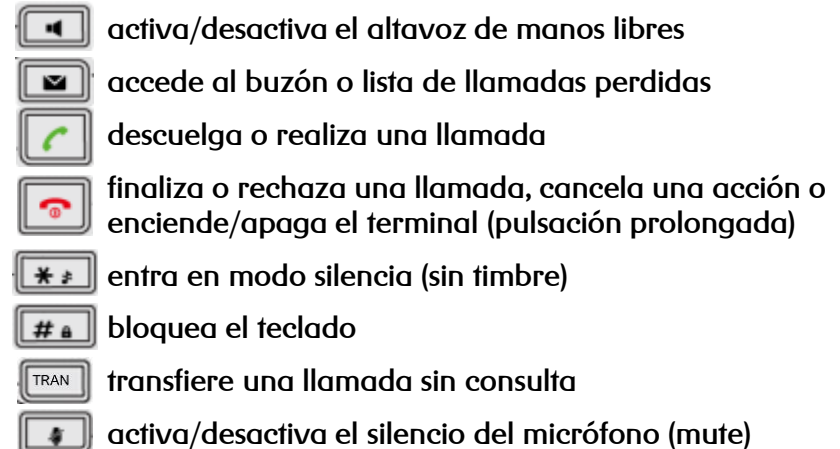 activa/desactiva el altavoz de manos libres
accede al buzón o lista de llamadas perdidas
descuelga o realiza una llamada
finaliza o rechaza una llamada, cancela una acción o
enciende/apaga el terminal (pulsación prolongada)
* entra en modo silencia (sin timbre)
# bloquea el teclado
TRAN transfiere una llamada sin consulta
activa/desactiva el silencio del micrófono (mute)